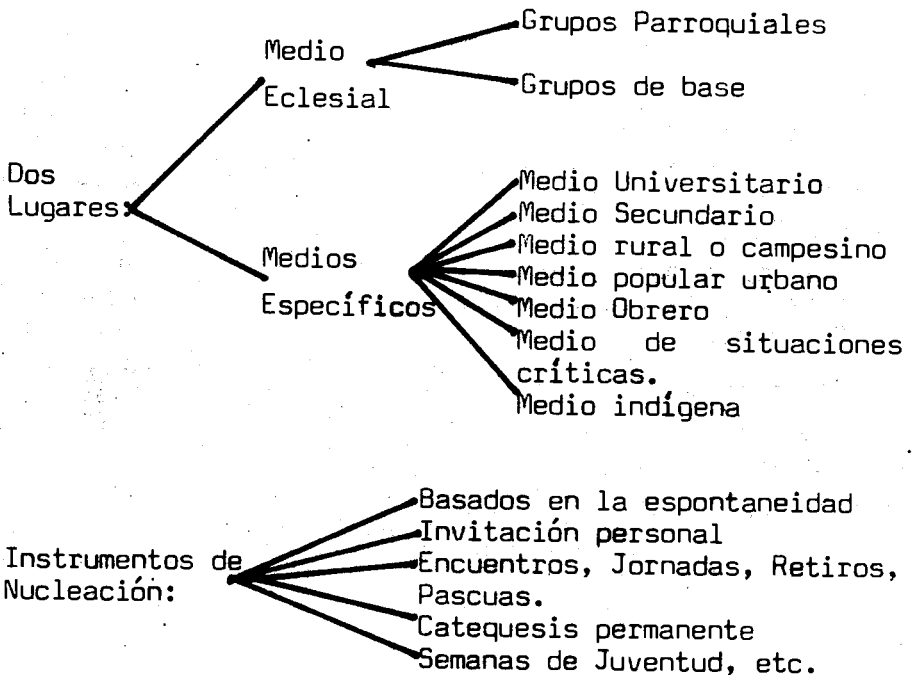 Dos
Lugares:
Medio
Eclesial
Grupos Parroquiales
Grupos de base
Medios
Específicos
Medio Universitario
Medio Secundario
Medio rural o campesino
Medio popular urbano
Medio Obrero
Medio de situaciones
críticas.
Medio indígena
Instrumentos de
Nucleación:
Basados en la espontaneidad
Invitación personal
Encuentros, Jornadas, Retiros,
Pascuas.
Catequesis permanente
Semanas de Juventud, etc.